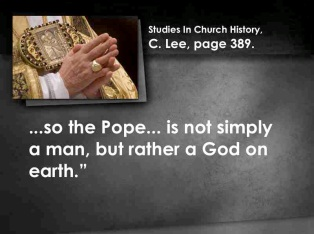 Studies In Church History,
C. Lee, page 389.
...so the Pope... is not simply
a man, but rather a God on
earth."